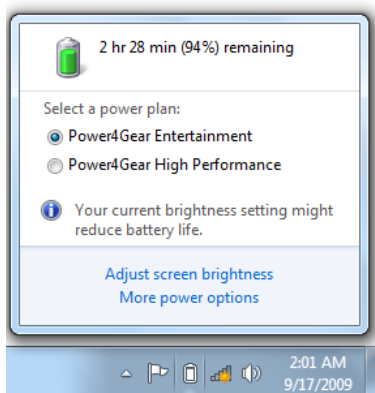 2 hr 28 min (94%) remaining
Select a power plan:
Power4Gear Entertainment
Power4Gear High Performance
Your current brightness setting might
reduce battery life.
Adjust screen brightness
More power options
2:01 AM
9/17/2009